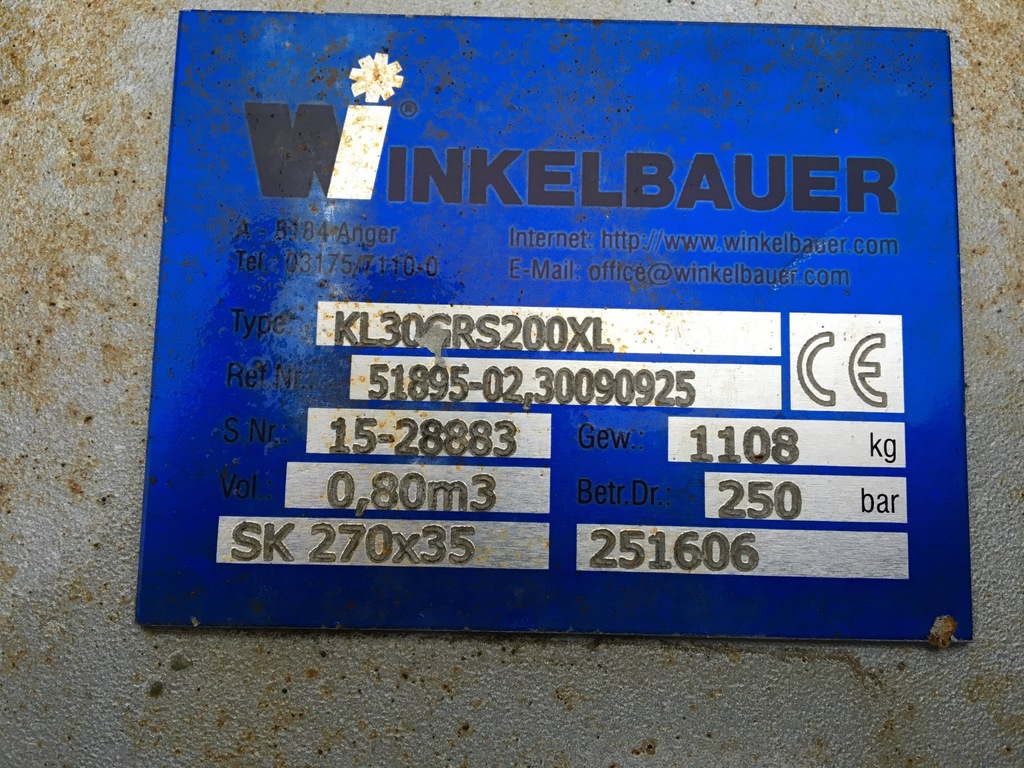 WINKELBAUER®
A - 8184 Anger Internet: http://www.winkelbauer.com
Tel.: 03175/7110-0 E-Mail: office@winkelbauer.com
Type: KL30GRS200XL
Ref.Nr.: 51895-02,30090925 CE
S.Nr.: 15-28883 Gew.: 1108 kg
Vol.: 0,80m3 Betr.Dr.: 250 bar
SK 270x35 251606